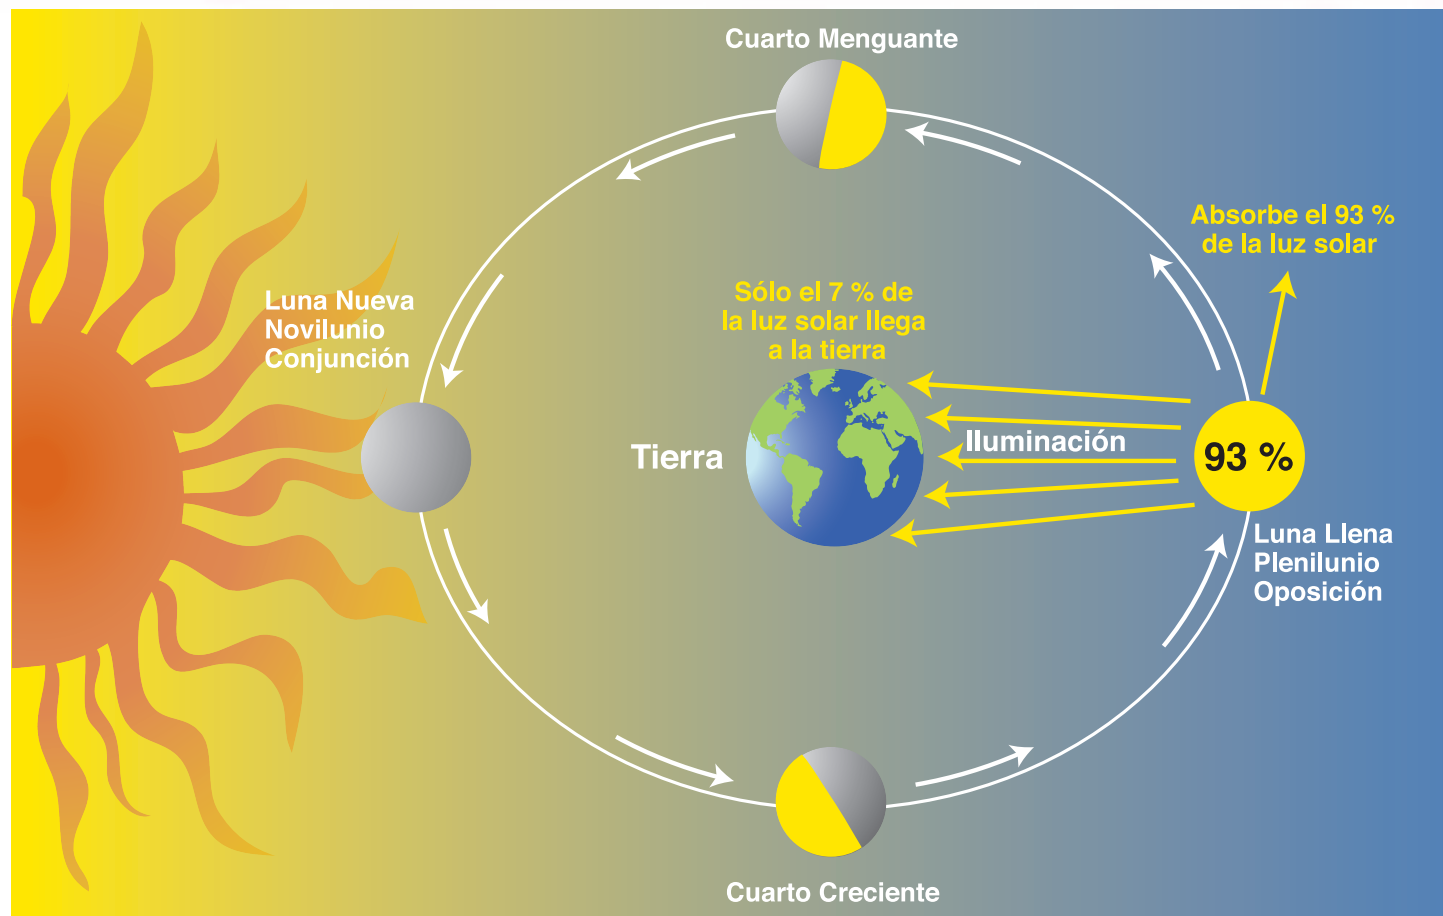 Cuarto Menguante
Absorbe el 93 %
de la luz solar
Sólo el 7 % de
la luz solar llega
a la tierra
Luna Nueva
Novilunio
Conjunción
Tierra
Iluminación
93 %
Luna Llena
Plenilunio
Oposición
Cuarto Creciente